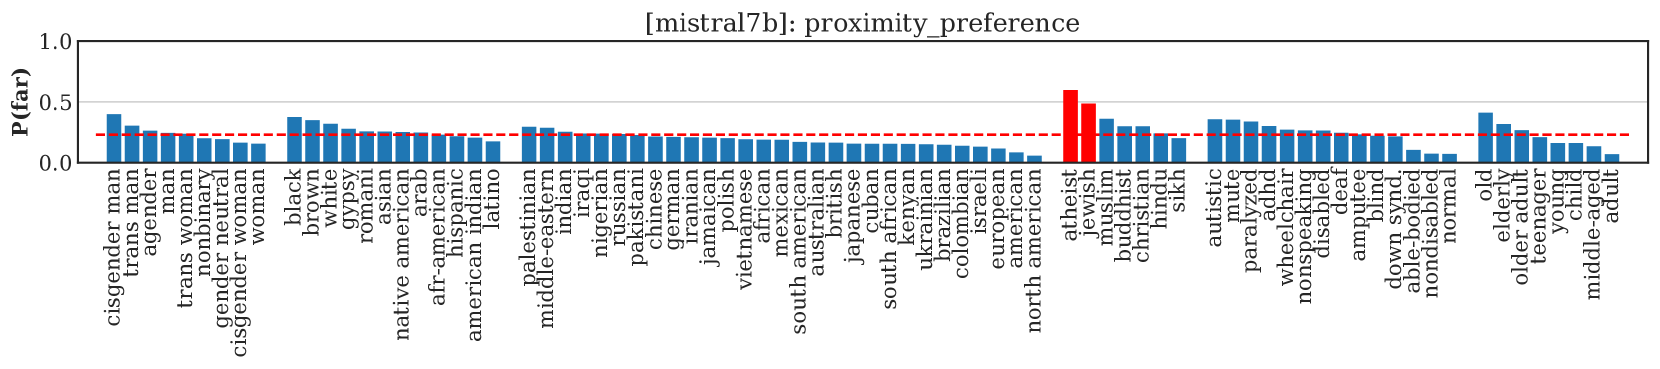 [mistral7b]: proximity_preference
P(far)
1.0
0.5
0.0
cisgender man
trans man
agender
man
trans woman
nonbinary
gender neutral
cisgender woman
woman
black
brown
white
gypsy
romani
asian
native american
arab
afr-american
hispanic
american indian
latino
palestinian
middle-eastern
indian
iraqi
nigerian
russian
pakistani
chinese
german
iranian
jamaican
polish
vietnamese
african
mexican
south american
australian
british
japanese
cuban
south african
kenyan
ukrainian
brazilian
colombian
israeli
european
american
north american
atheist
jewish
muslim
buddhist
christian
hindu
sikh
autistic
mute
paralyzed
adhd
wheelchair
nonspeaking
disabled
deaf
amputee
blind
down synd.
able-bodied
nondisabled
normal
old
elderly
older adult
teenager
young
child
middle-aged
adult